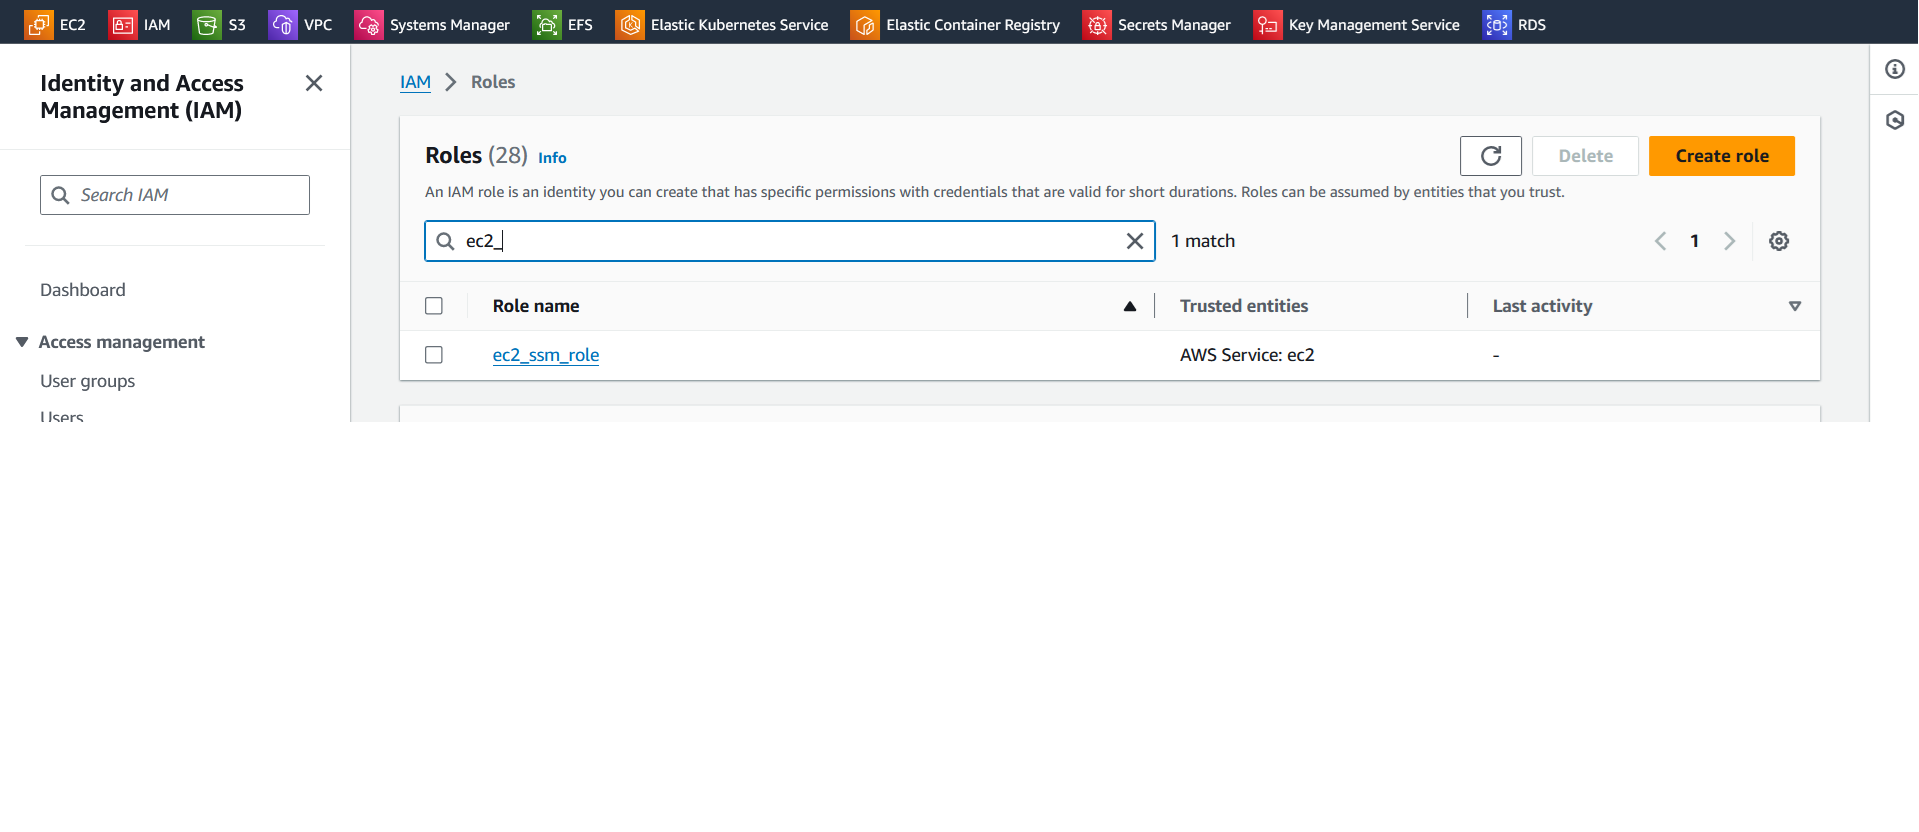 EC2 IAM S3 VPC Systems Manager EFS Elastic Kubernetes Service Elastic Container Registry Secrets Manager Key Management Service RDS
Identity and Access
Management (IAM)
Search IAM
Dashboard
Access management
User groups
Users
IAM Roles
Roles (28) Info
Delete
Create role
An IAM role is an identity you can create that has specific permissions with credentials that are valid for short durations. Roles can be assumed by entities that you trust.
ec2_
1 match
1
Role name Trusted entities Last activity
ec2_ssm_role AWS Service: ec2 -